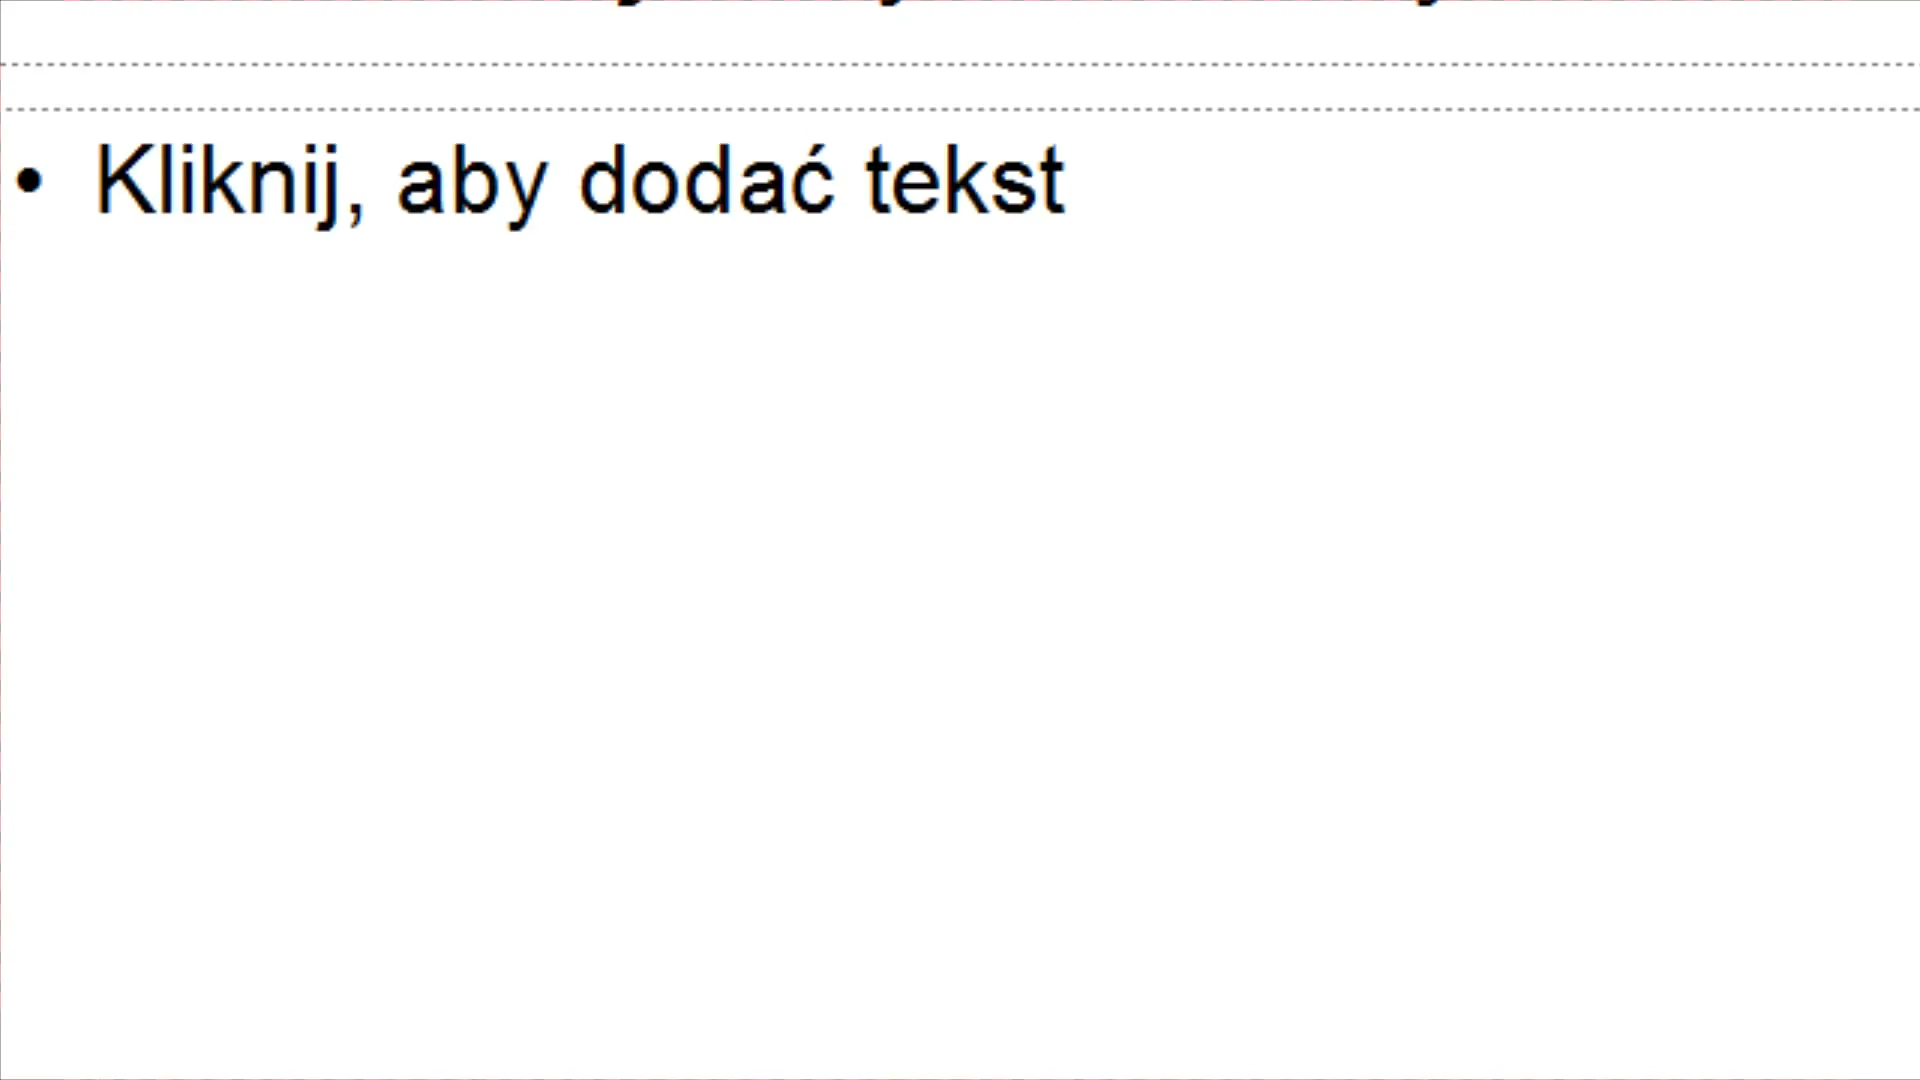 • Kliknij, aby dodać tekst